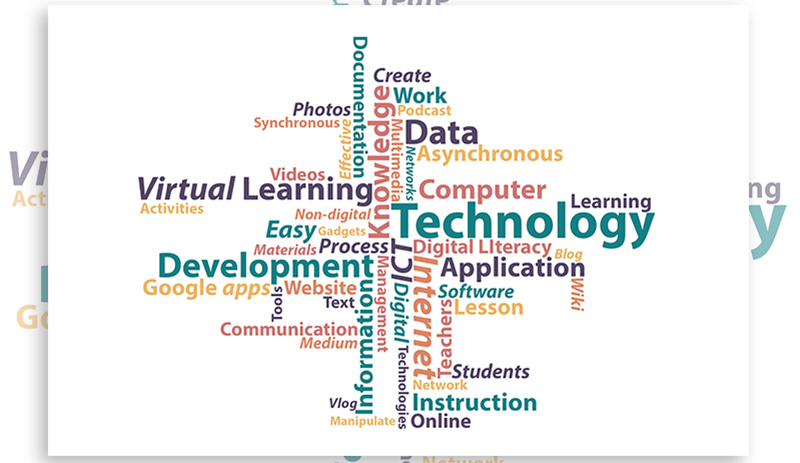 Create
Documentation
Create
Work
Knowledge
Photos
Podcast
Synchronous
Effective
Multimedia
Data
Networks
Asynchronous
Videos
Virtual Learning
Computer
Activities
Learning
Non-digital
Technology
Easy
Gadgets
Materials
Process
ICT
Digital LIteracy
Blog
Development
Management
Internet
Application
Google apps
Website
Wiki
Tools
Text
Information
Digital
Software
Lesson
Communication
Teachers
Medium
Technologies
Students
Network
Vlog
Instruction
Manipulate
Online
Network